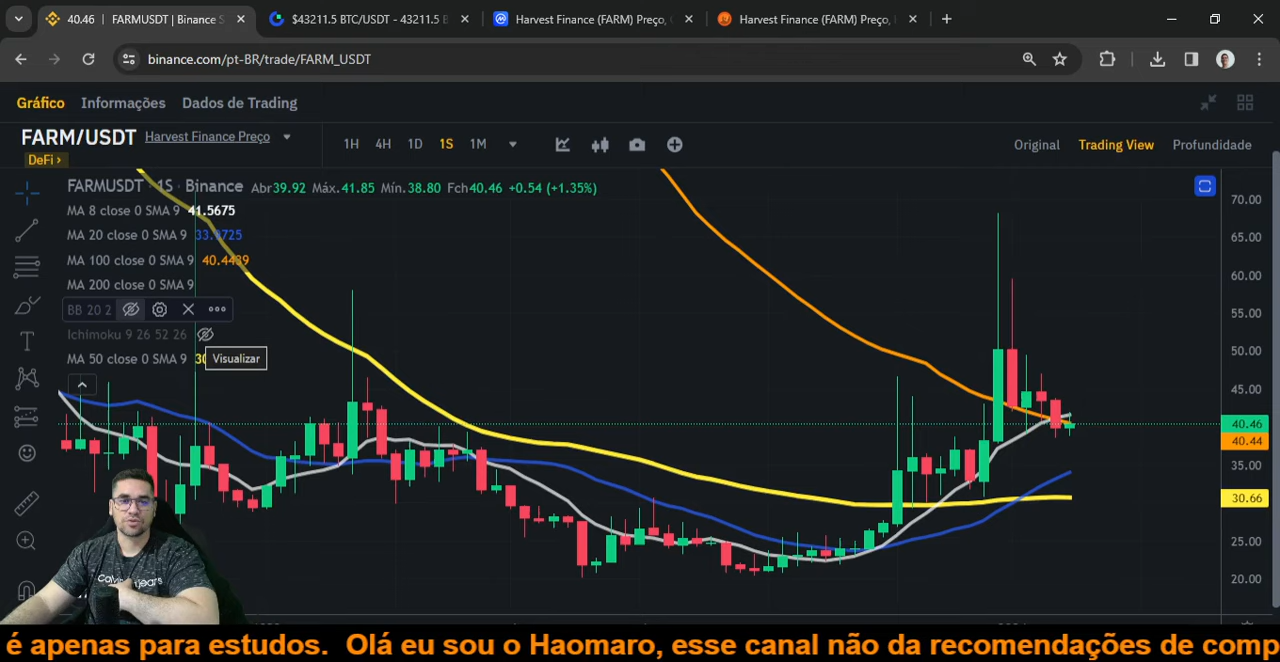 40.46 | FARMUSDT | Binance S
$43211.5 BTC/USDT - 43211.5 B
Harvest Finance (FARM) Preço,
Harvest Finance (FARM) Preço,
binance.com/pt-BR/trade/FARM_USDT
Gráfico Informações Dados de Trading
FARM/USDT Harvest Finance Preço
DeFi
1H 4H 1D 1S 1M
Original Trading View Profundidade
FARMUSDT · 1S · Binance Abr39.92 Máx.41.85 Mín.38.80 Fch40.46 +0.54 (+1.35%)
MA 8 close 0 SMA 9 41.5675
MA 20 close 0 SMA 9
MA 100 close 0 SMA 9 40.4439
MA 200 close 0 SMA 9
BB 20 2
Ichimoku 9 26 52 26
MA 50 close 0 SMA 9
Visualizar
70.00
65.00
60.00
55.00
50.00
45.00
40.46
40.44
35.00
30.66
25.00
20.00
é apenas para estudos. Olá eu sou o Haomaro, esse canal não da recomendações de comp